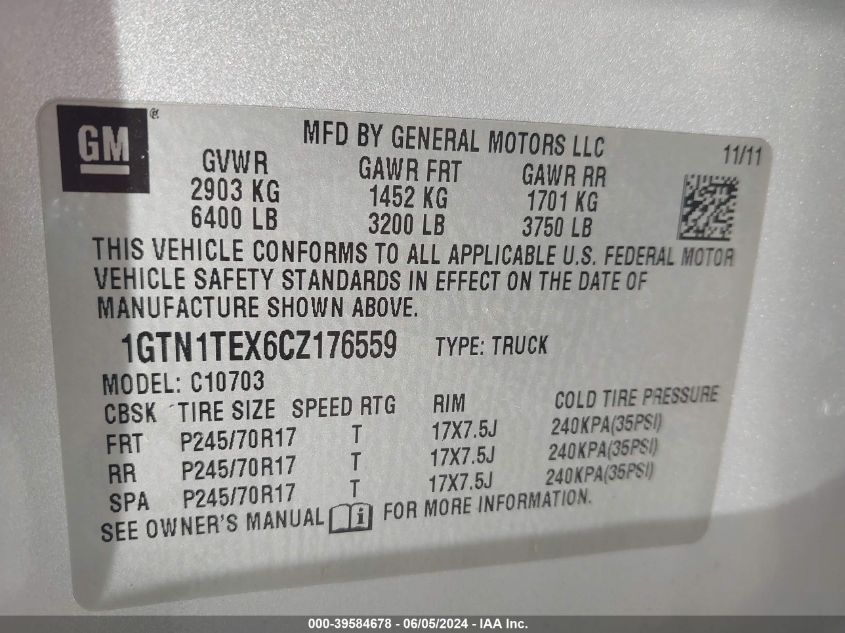 GM®
MFD BY GENERAL MOTORS LLC 11/11
GVWR GAWR FRT GAWR RR
2903 KG 1452 KG 1701 KG
6400 LB 3200 LB 3750 LB
THIS VEHICLE CONFORMS TO ALL APPLICABLE U.S. FEDERAL MOTOR
VEHICLE SAFETY STANDARDS IN EFFECT ON THE DATE OF
MANUFACTURE SHOWN ABOVE.
1GTN1TEX6CZ176559 TYPE: TRUCK
MODEL: C10703
CBSK TIRE SIZE SPEED RTG RIM COLD TIRE PRESSURE
FRT P245/70R17 T 17X7.5J 240KPA(35PSI)
RR P245/70R17 T 17X7.5J 240KPA(35PSI)
SPA P245/70R17 T 17X7.5J 240KPA(35PSI)
SEE OWNER'S MANUAL i FOR MORE INFORMATION.
000-39584678 - 06/05/2024 - IAA Inc.